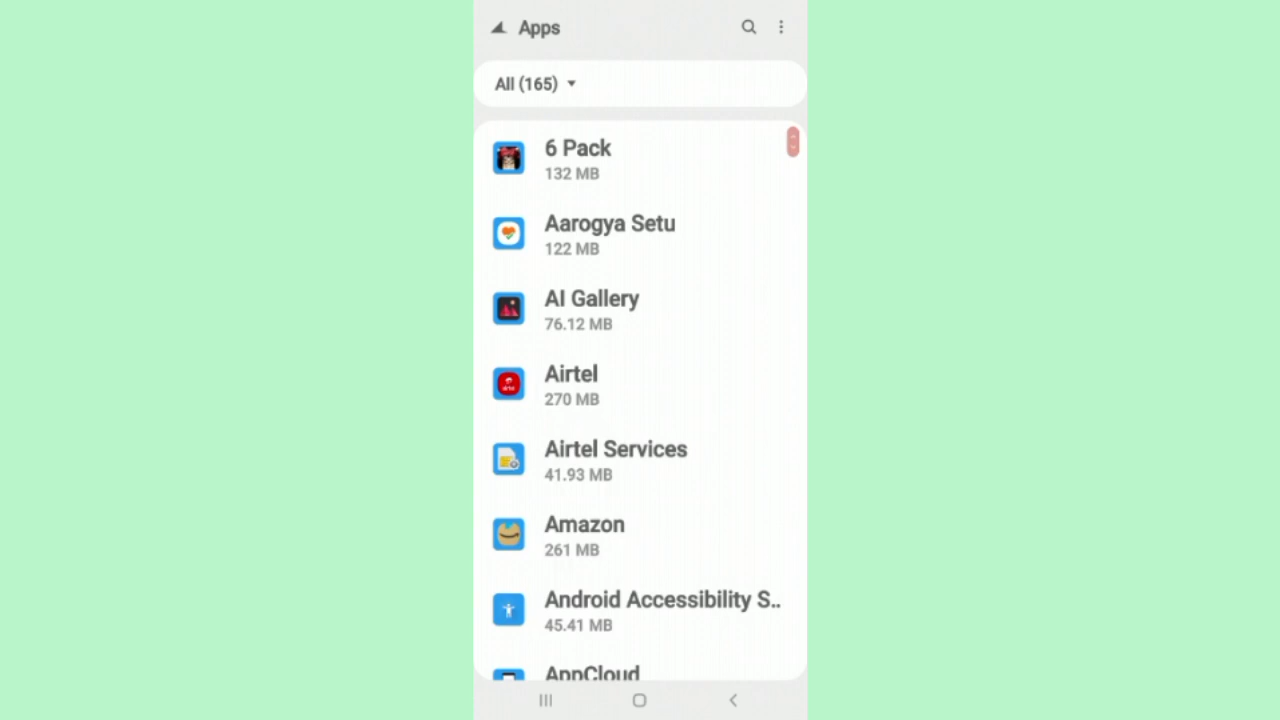 Apps
All (165)
6 Pack
132 MB
Aarogya Setu
122 MB
AI Gallery
76.12 MB
Airtel
270 MB
Airtel Services
41.93 MB
Amazon
261 MB
Android Accessibility S..
45.41 MB
AppCloud